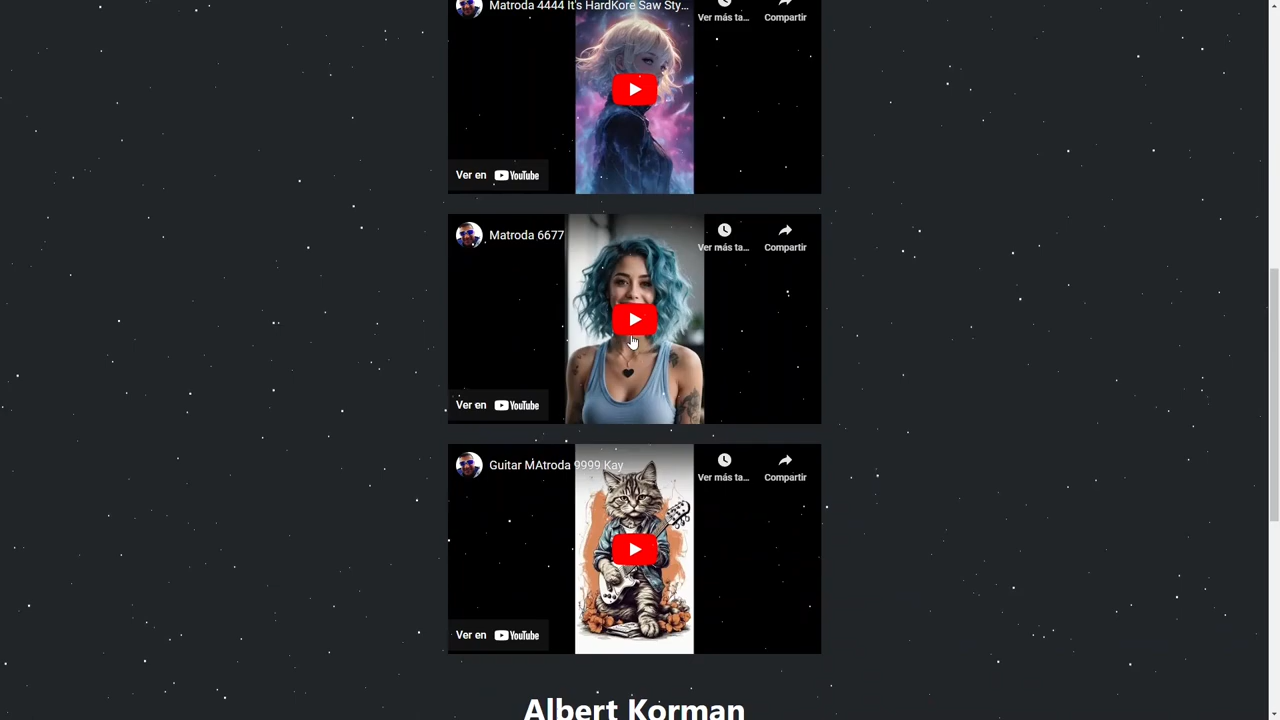 Matroda 4444 It's HardKore Saw Sty...
Ver más ta...
Compartir
Ver en YouTube
Matroda 6677
Ver más ta...
Compartir
Ver en YouTube
Guitar MAtroda 9999 Kay
Ver más ta...
Compartir
Ver en YouTube
Albert Korman